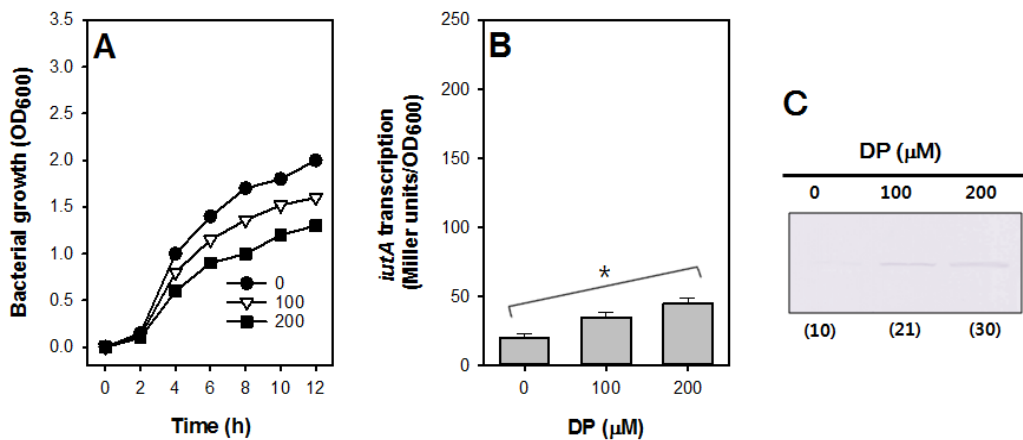 A
Bacterial growth (OD600)
3.5
3.0
2.5
2.0
1.5
1.0
0.5
0.0
0
100
200
0 2 4 6 8 10 12
Time (h)
B
iutA transcription
(Miller units/OD600)
250
200
150
100
50
0
*
0 100 200
DP (μM)
C
DP (μM)
0 100 200
(10) (21) (30)